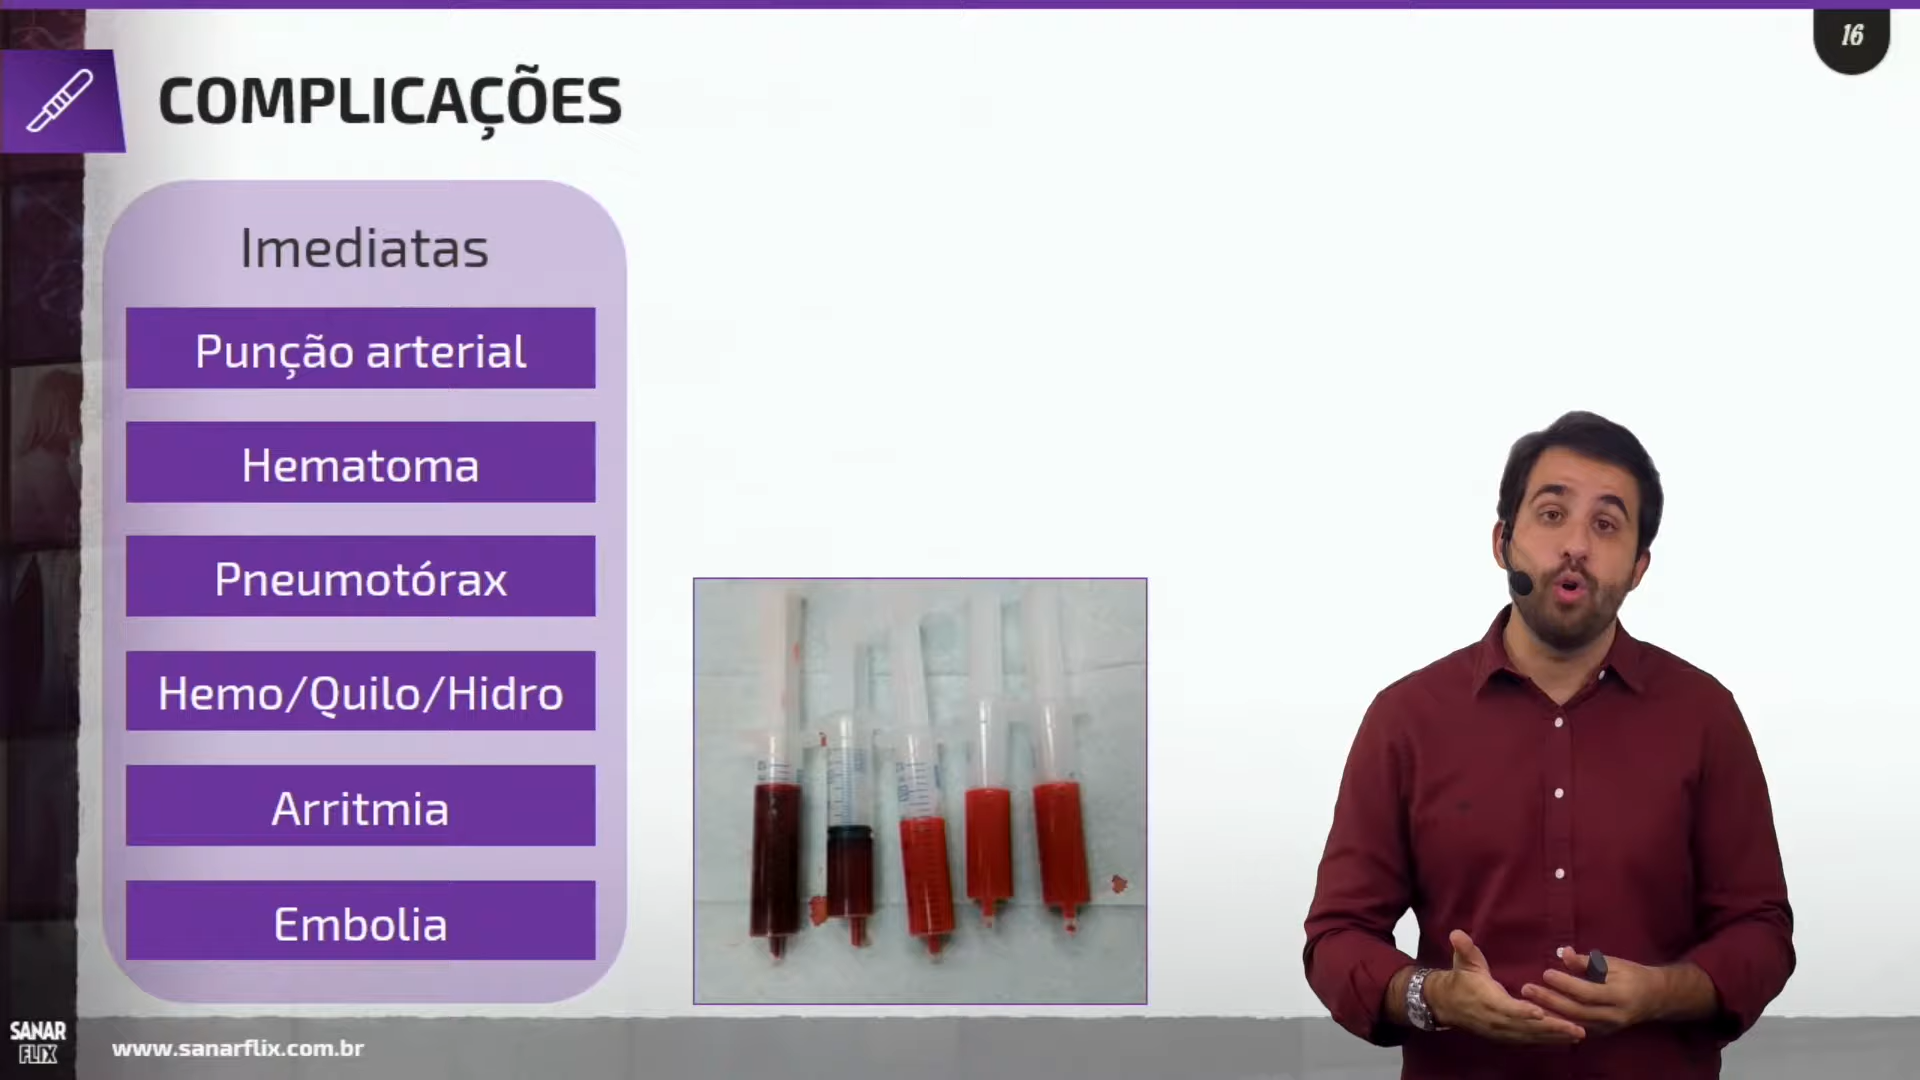 16
COMPLICAÇÕES
Imediatas
Punção arterial
Hematoma
Pneumotórax
Hemo/Quilo/Hidro
Arritmia
Embolia
SANAR
FLIX
www.sanarflix.com.br